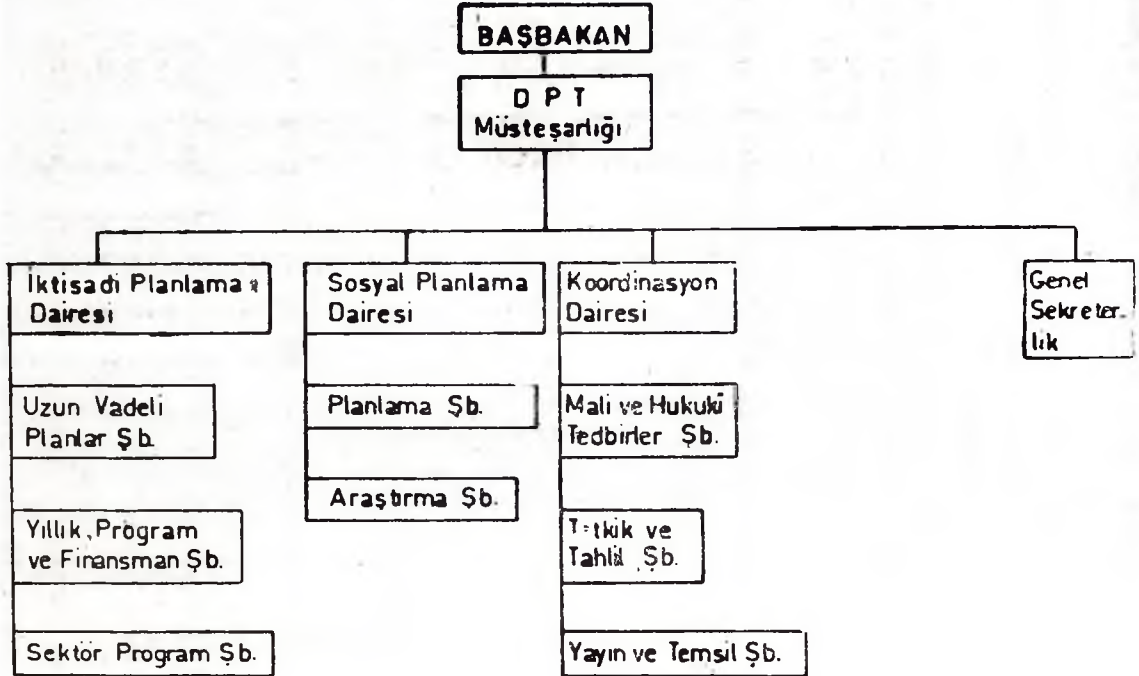 BAŞBAKAN
D P T
Müsteşarlığı
İktisadi Planlama
Dairesi
Uzun Vadeli
Planlar Şb.
Yıllık, Program
ve Finansman Şb.
Sektör Program Şb.
Sosyal Planlama
Dairesi
Planlama Şb.
Araştırma Şb.
Koordinasyon
Dairesi
Mali ve Hukuki
Tedbirler Şb.
Tetkik ve
Tahlil Şb.
Yayın ve Temsil Şb.
Genel
Sekreter-
lik